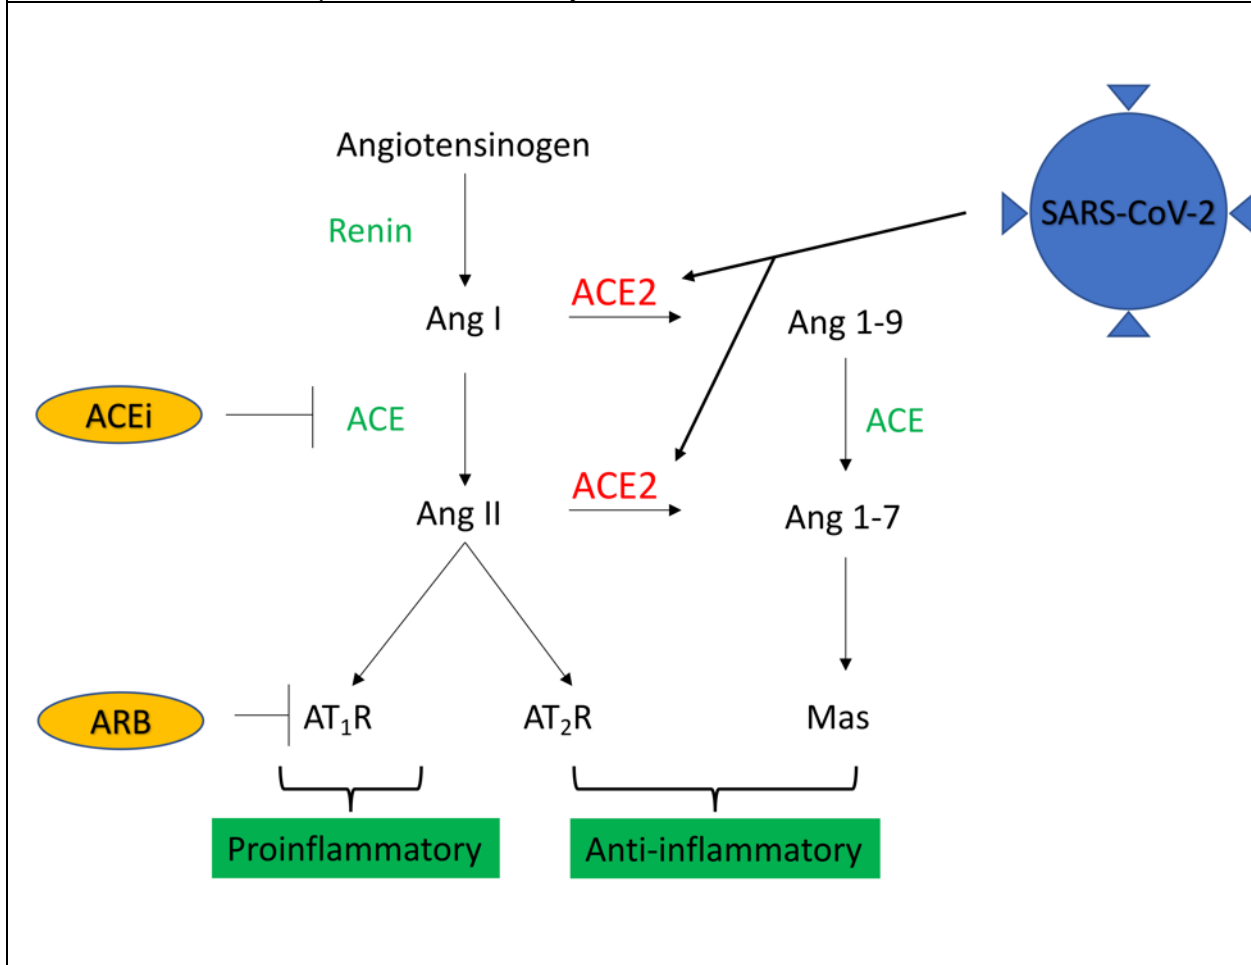 Angiotensinogen
SARS-CoV-2
Renin
ACE2
Ang I
Ang 1-9
ACEi
ACE
ACE
ACE2
Ang II
Ang 1-7
ARB
AT₁R
AT₂R
Mas
Proinflammatory
Anti-inflammatory